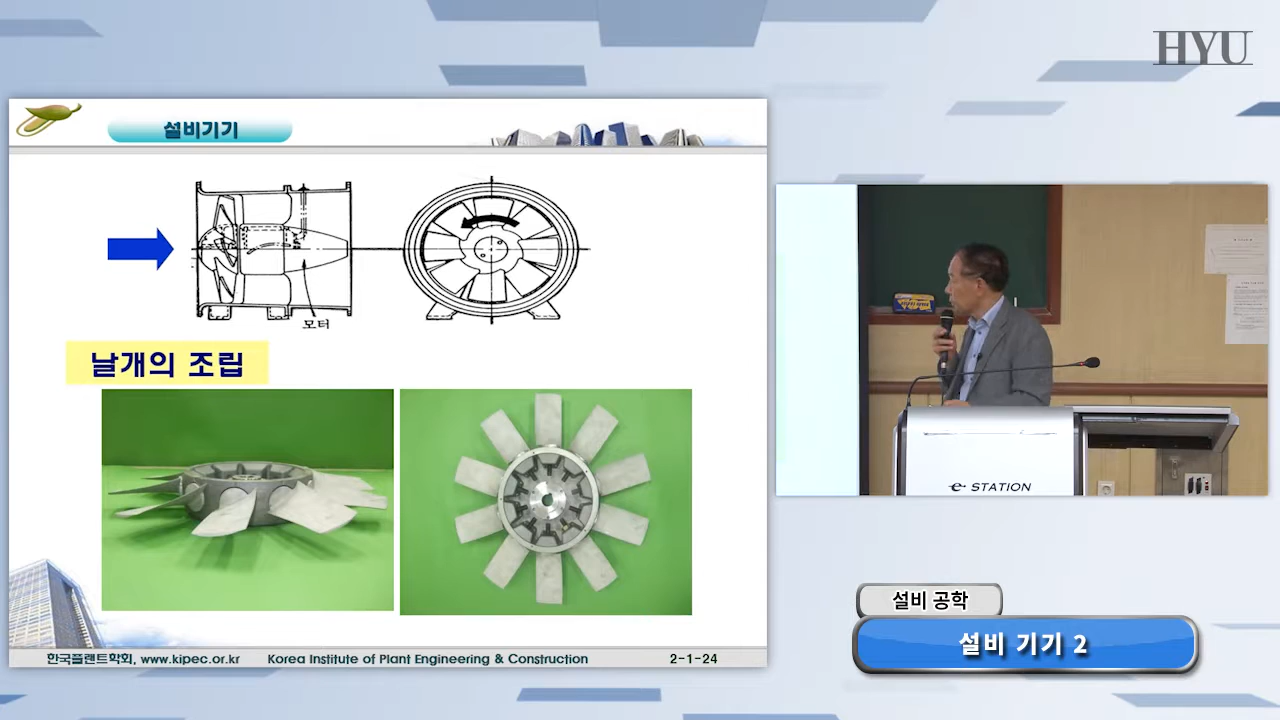 HYU
설비기기
모터
날개의 조립
한국플랜트학회, www.kipec.or.kr
Korea Institute of Plant Engineering & Construction
2-1-24
e- STATION
설비 공학
설비 기기 2